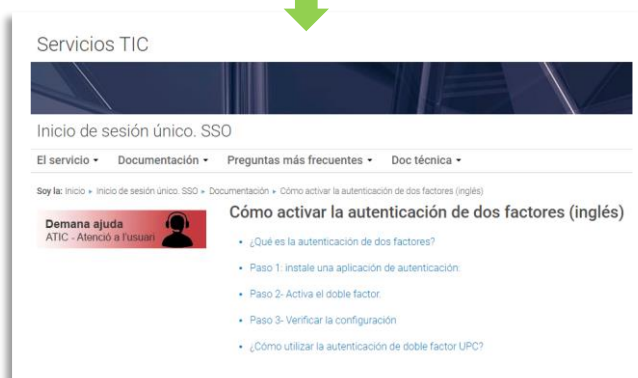 Servicios TIC
Inicio de sesión único. SSO
El servicio Documentación Preguntas más frecuentes Doc técnica
Soy la: Inicio Inicio de sesión único. SSO Documentación Cómo activar la autenticación de dos factores (inglés)
Demana ajuda
ATIC - Atenció a l'usuari
Cómo activar la autenticación de dos factores (inglés)
¿Qué es la autenticación de dos factores?
Paso 1: instale una aplicación de autenticación:
Paso 2- Activa el doble factor.
Paso 3- Verificar la configuración
¿Cómo utilizar la autenticación de doble factor UPC?